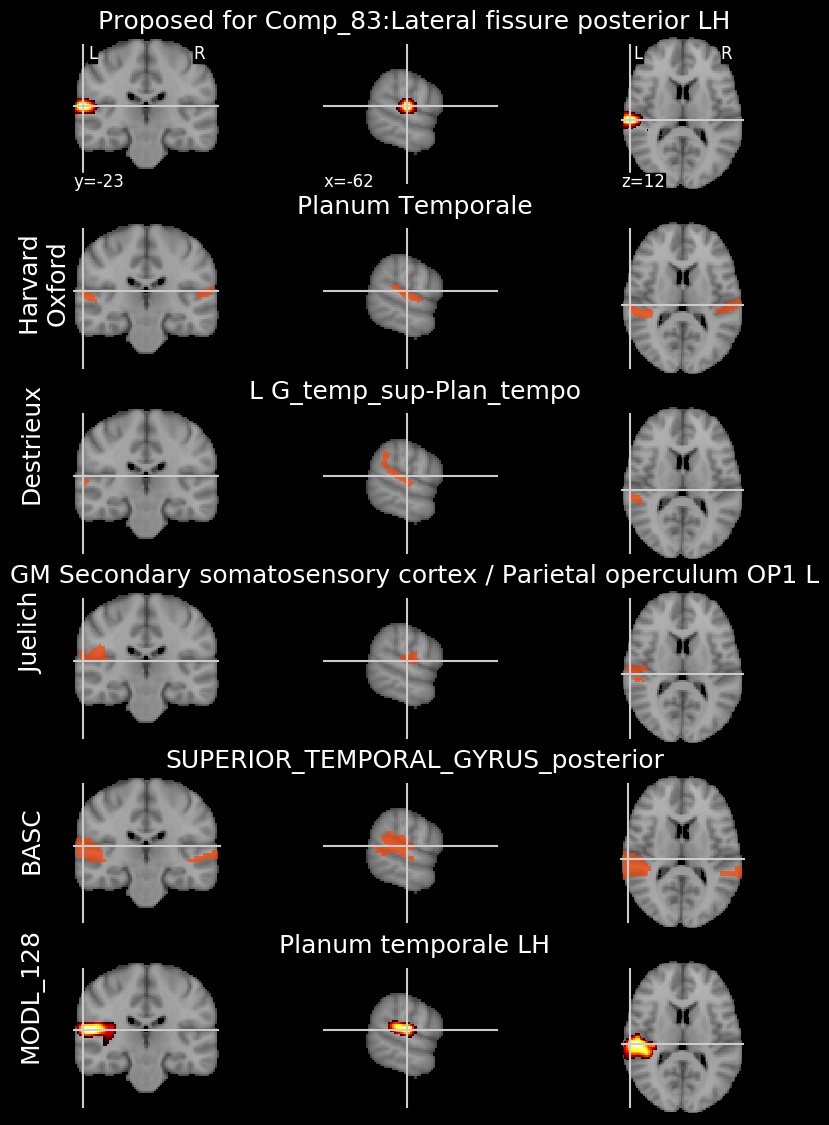 Proposed for Comp_83:Lateral fissure posterior LH
L R
L R
y=-23 x=-62 z=12
Planum Temporale
Harvard
Oxford
L G_temp_sup-Plan_tempo
Destrieux
GM Secondary somatosensory cortex / Parietal operculum OP1 L
Juelich
SUPERIOR_TEMPORAL_GYRUS_posterior
BASC
Planum temporale LH
MODL_128